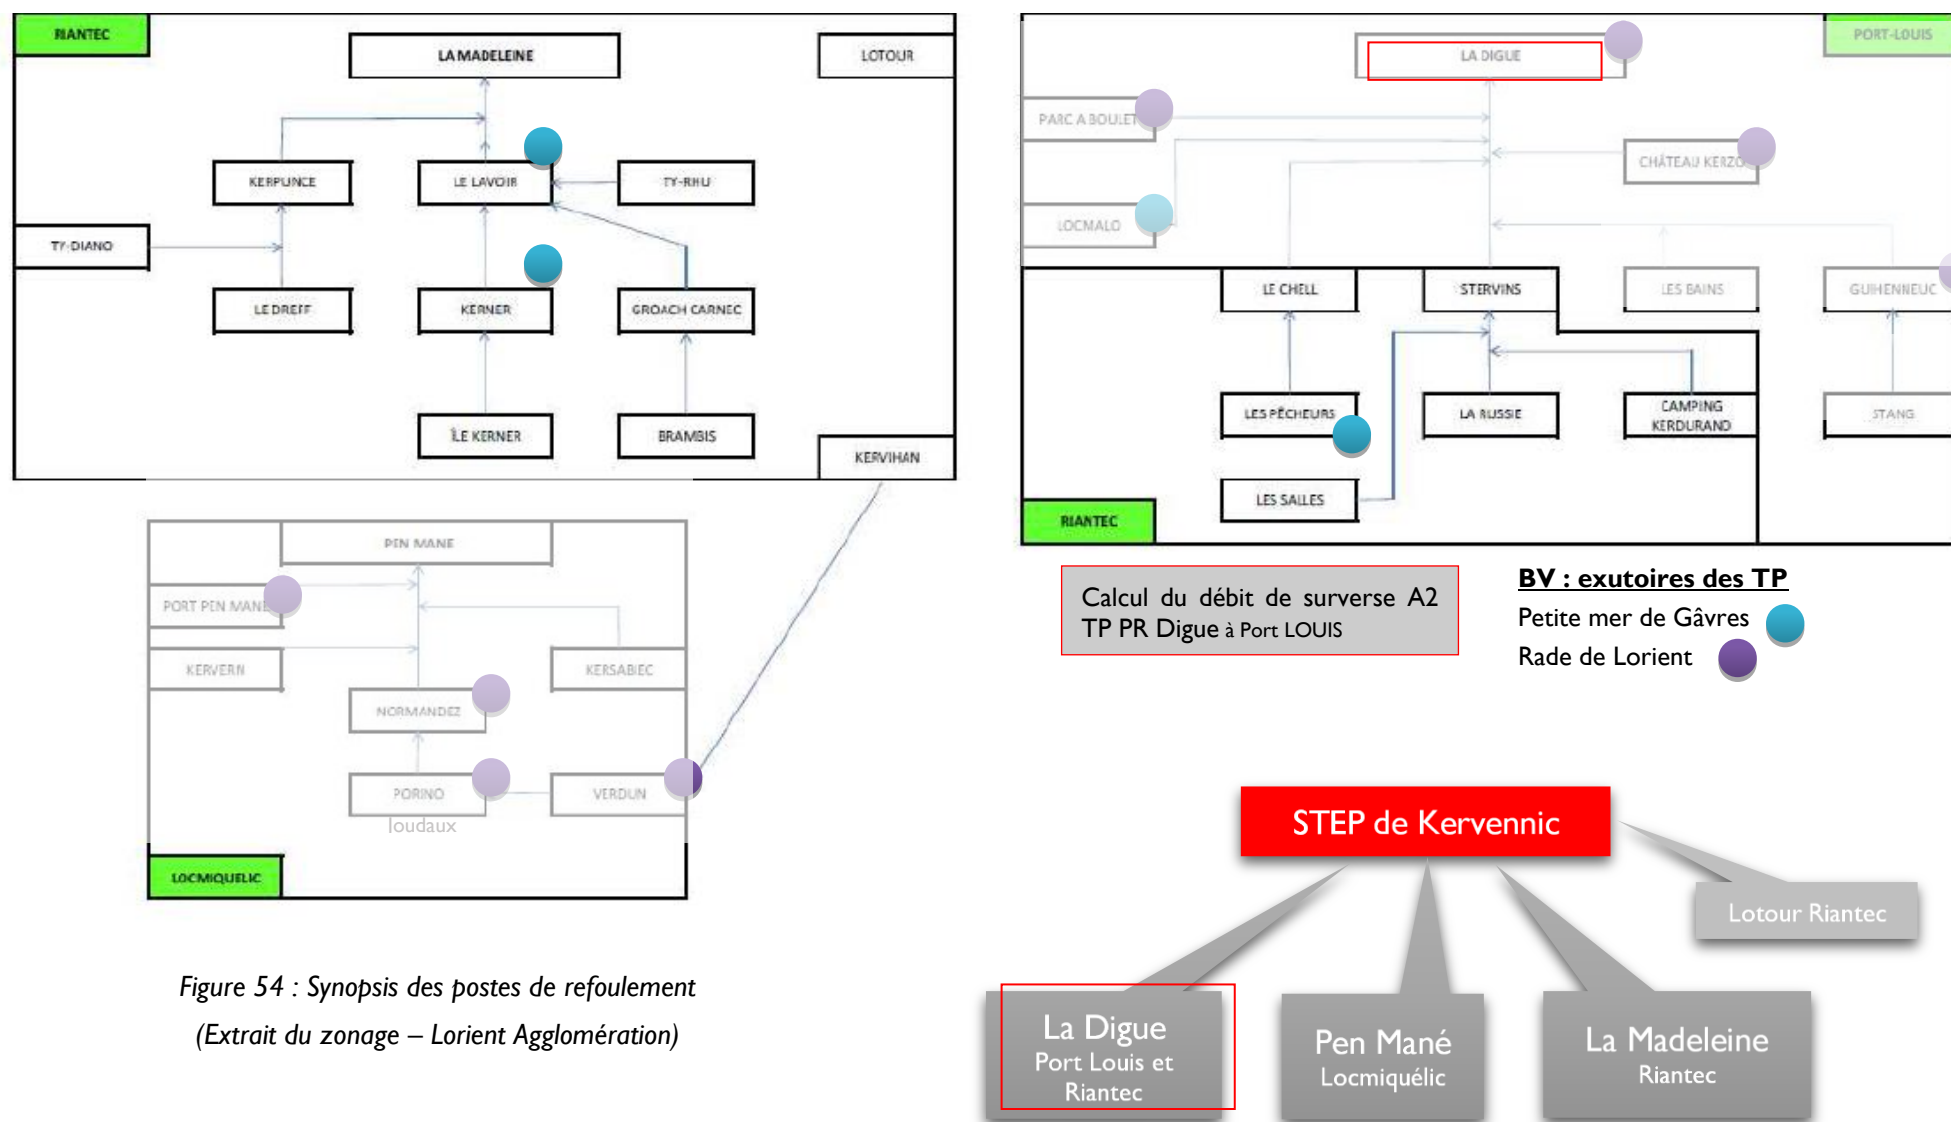 RIANTEC
LA MADELEINE
LOTOUR
KERPUNCE
LE LAVOIR
TY-RHU
TY-DIANO
LE DREFF
KERNER
GROACH CARNEC
ÎLE KERNER
BRAMBIS
KERVIHAN
PEN MANE
PORT PEN MANE
KERVERN
KERSABIEC
NORMANDEZ
PORINO
VERDUN
Loudaux
LOCMIQUELIC
Figure 54 : Synopsis des postes de refoulement
(Extrait du zonage – Lorient Agglomération)
PORT-LOUIS
LA DIGUE
PARC A BOULET
CHÂTEAU KERZO
LOCMALO
LE CHELL
STERVINS
LES BAINS
GUIHENNEUC
LES PÊCHEURS
LA RUSSIE
CAMPING
KERDURAND
STANG
LES SALLES
RIANTEC
Calcul du débit de surverse A2
TP PR Digue à Port LOUIS
BV : exutoires des TP
Petite mer de Gâvres
Rade de Lorient
STEP de Kervennic
Lotour Riantec
La Digue
Port Louis et
Riantec
Pen Mané
Locmiquélic
La Madeleine
Riantec